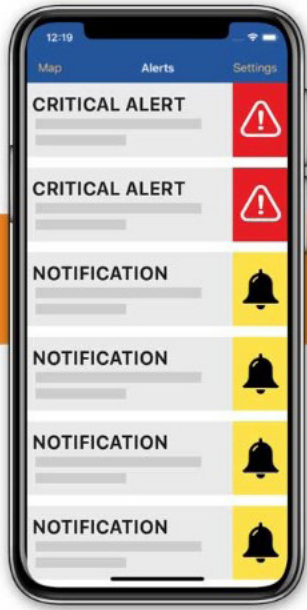 12:19
Map Alerts Settings
CRITICAL ALERT
CRITICAL ALERT
NOTIFICATION
NOTIFICATION
NOTIFICATION
NOTIFICATION